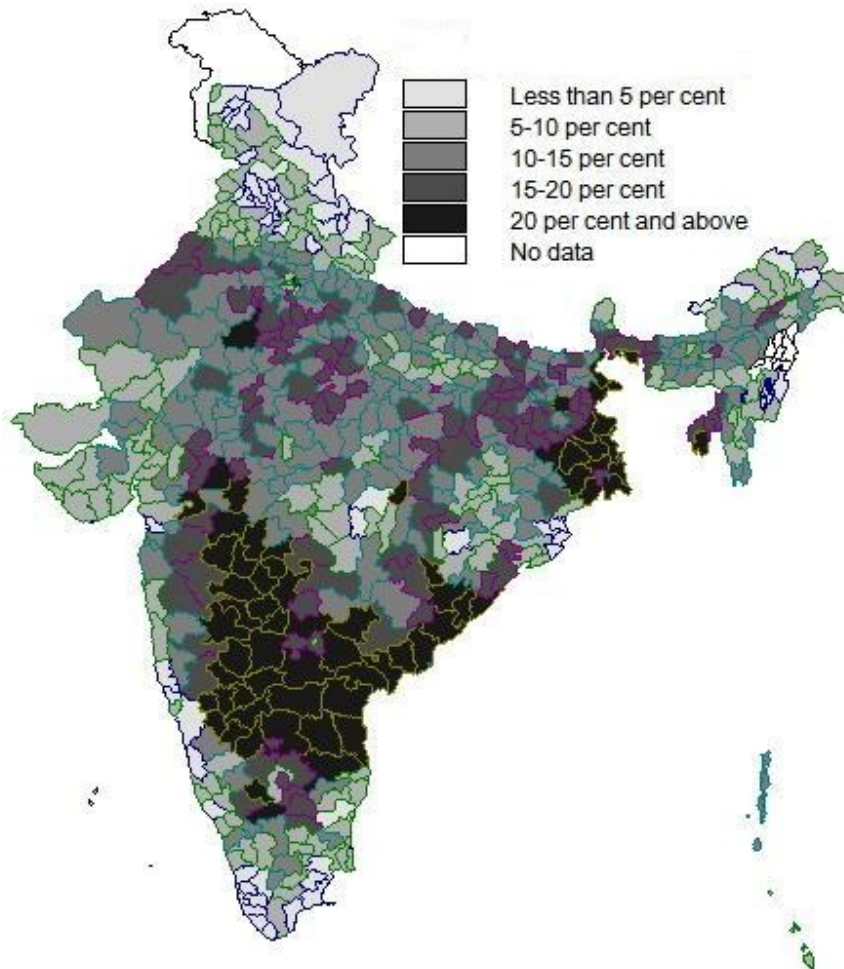 Less than 5 per cent
5-10 per cent
10-15 per cent
15-20 per cent
20 per cent and above
No data